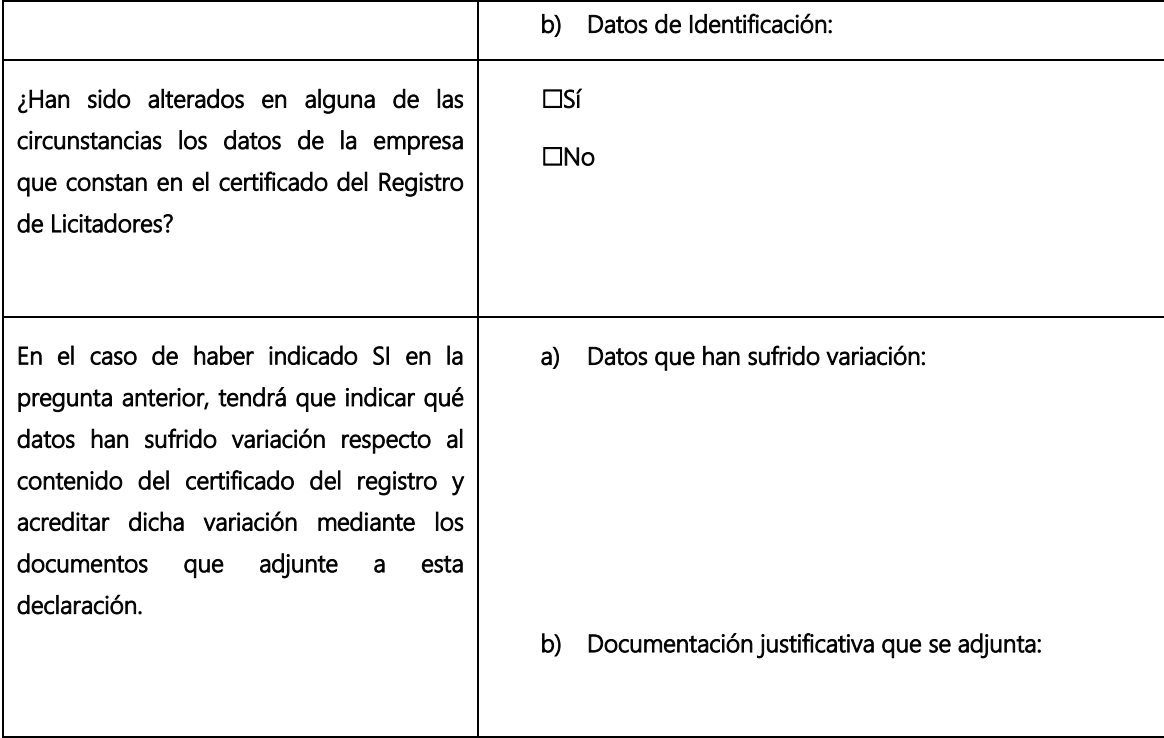 b) Datos de Identificación:
¿Han sido alterados en alguna de las
circunstancias los datos de la empresa
que constan en el certificado del Registro
de Licitadores?
☐Sí
☐No
En el caso de haber indicado SI en la
pregunta anterior, tendrá que indicar qué
datos han sufrido variación respecto al
contenido del certificado del registro y
acreditar dicha variación mediante los
documentos que adjunte a esta
declaración.
a) Datos que han sufrido variación:
b) Documentación justificativa que se adjunta: